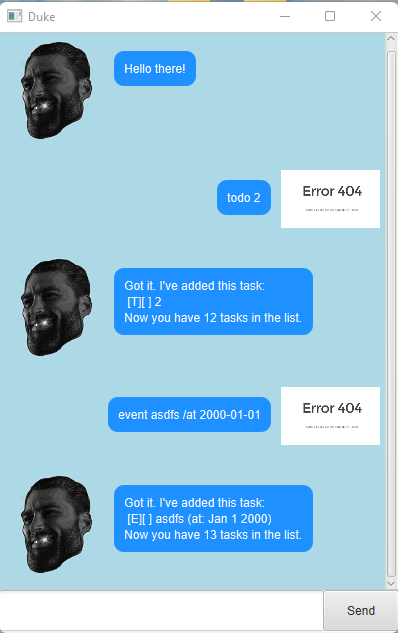 Duke
Hello there!
todo 2
Error 404
Got it. I've added this task:
[T][ ] 2
Now you have 12 tasks in the list.
event asdfs /at 2000-01-01
Error 404
Got it. I've added this task:
[E][ ] asdfs (at: Jan 1 2000)
Now you have 13 tasks in the list.
Send